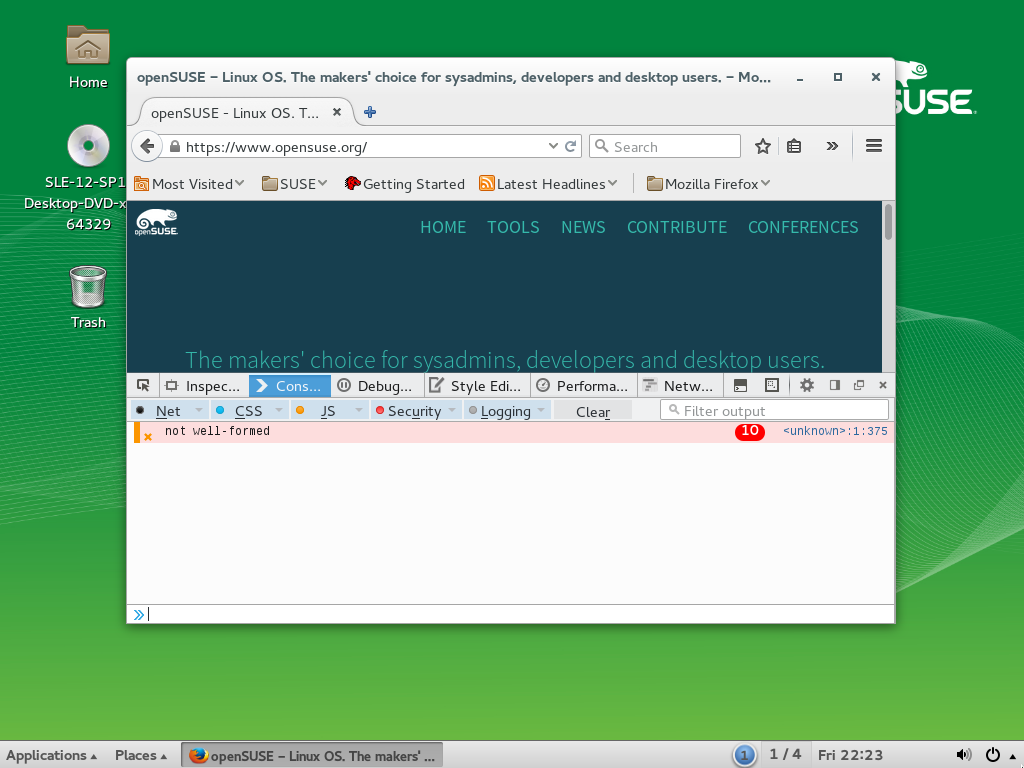 Home
SLE-12-SP1
Desktop-DVD-x
64329
Trash
SUSE
openSUSE - Linux OS. The makers' choice for sysadmins, developers and desktop users. - Mo...
openSUSE - Linux OS. T...
https://www.opensuse.org/
Search
Most Visited
SUSE
Getting Started
Latest Headlines
Mozilla Firefox
openSUSE
HOME TOOLS NEWS CONTRIBUTE CONFERENCES
The makers' choice for sysadmins, developers and desktop users.
Inspec... Cons... Debug... Style Edi... Performa... Netw...
Net CSS JS Security Logging Clear Filter output
not well-formed 10 <unknown>:1:375
Applications Places openSUSE - Linux OS. The makers' ... 1 1 / 4 Fri 22:23